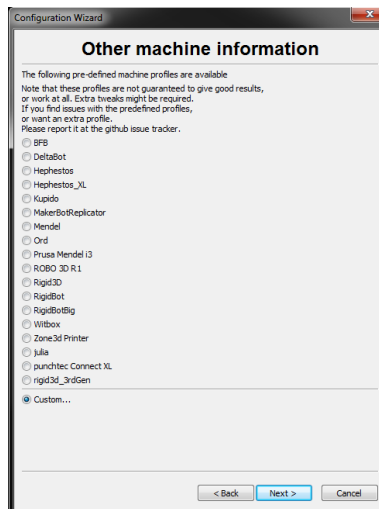 Configuration Wizard
Other machine information
The following pre-defined machine profiles are available
Note that these profiles are not guaranteed to give good results,
or work at all. Extra tweaks might be required.
If you find issues with the predefined profiles,
or want an extra profile.
Please report it at the github issue tracker.
BFB
DeltaBot
Hephestos
Hephestos_XL
Kupido
MakerBotReplicator
Mendel
Ord
Prusa Mendel i3
ROBO 3D R1
Rigid3D
RigidBot
RigidBotBig
Witbox
Zone3d Printer
julia
punchtec Connect XL
rigid3d_3rdGen
Custom...
< Back Next > Cancel